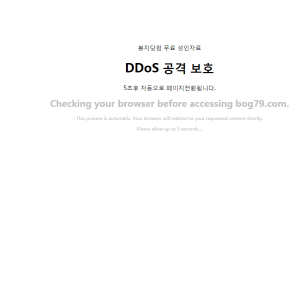 봉지닷컴 무료 성인자료
DDoS 공격 보호
5초후 자동으로 페이지전환됩니다.
Checking your browser before accessing bog79.com.
This process is automatic. Your browser will redirect to your requested content shortly.
Please allow up to 5 seconds...